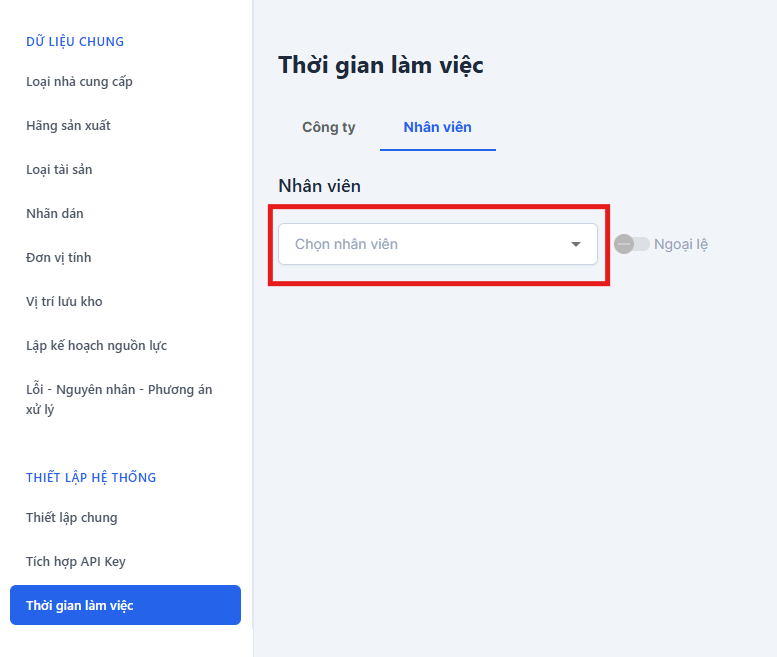 DỮ LIỆU CHUNG
Loại nhà cung cấp
Hãng sản xuất
Loại tài sản
Nhãn dán
Đơn vị tính
Vị trí lưu kho
Lập kế hoạch nguồn lực
Lỗi - Nguyên nhân - Phương án
xử lý
THIẾT LẬP HỆ THỐNG
Thiết lập chung
Tích hợp API Key
Thời gian làm việc
Thời gian làm việc
Công ty
Nhân viên
Nhân viên
Chọn nhân viên
Ngoại lệ